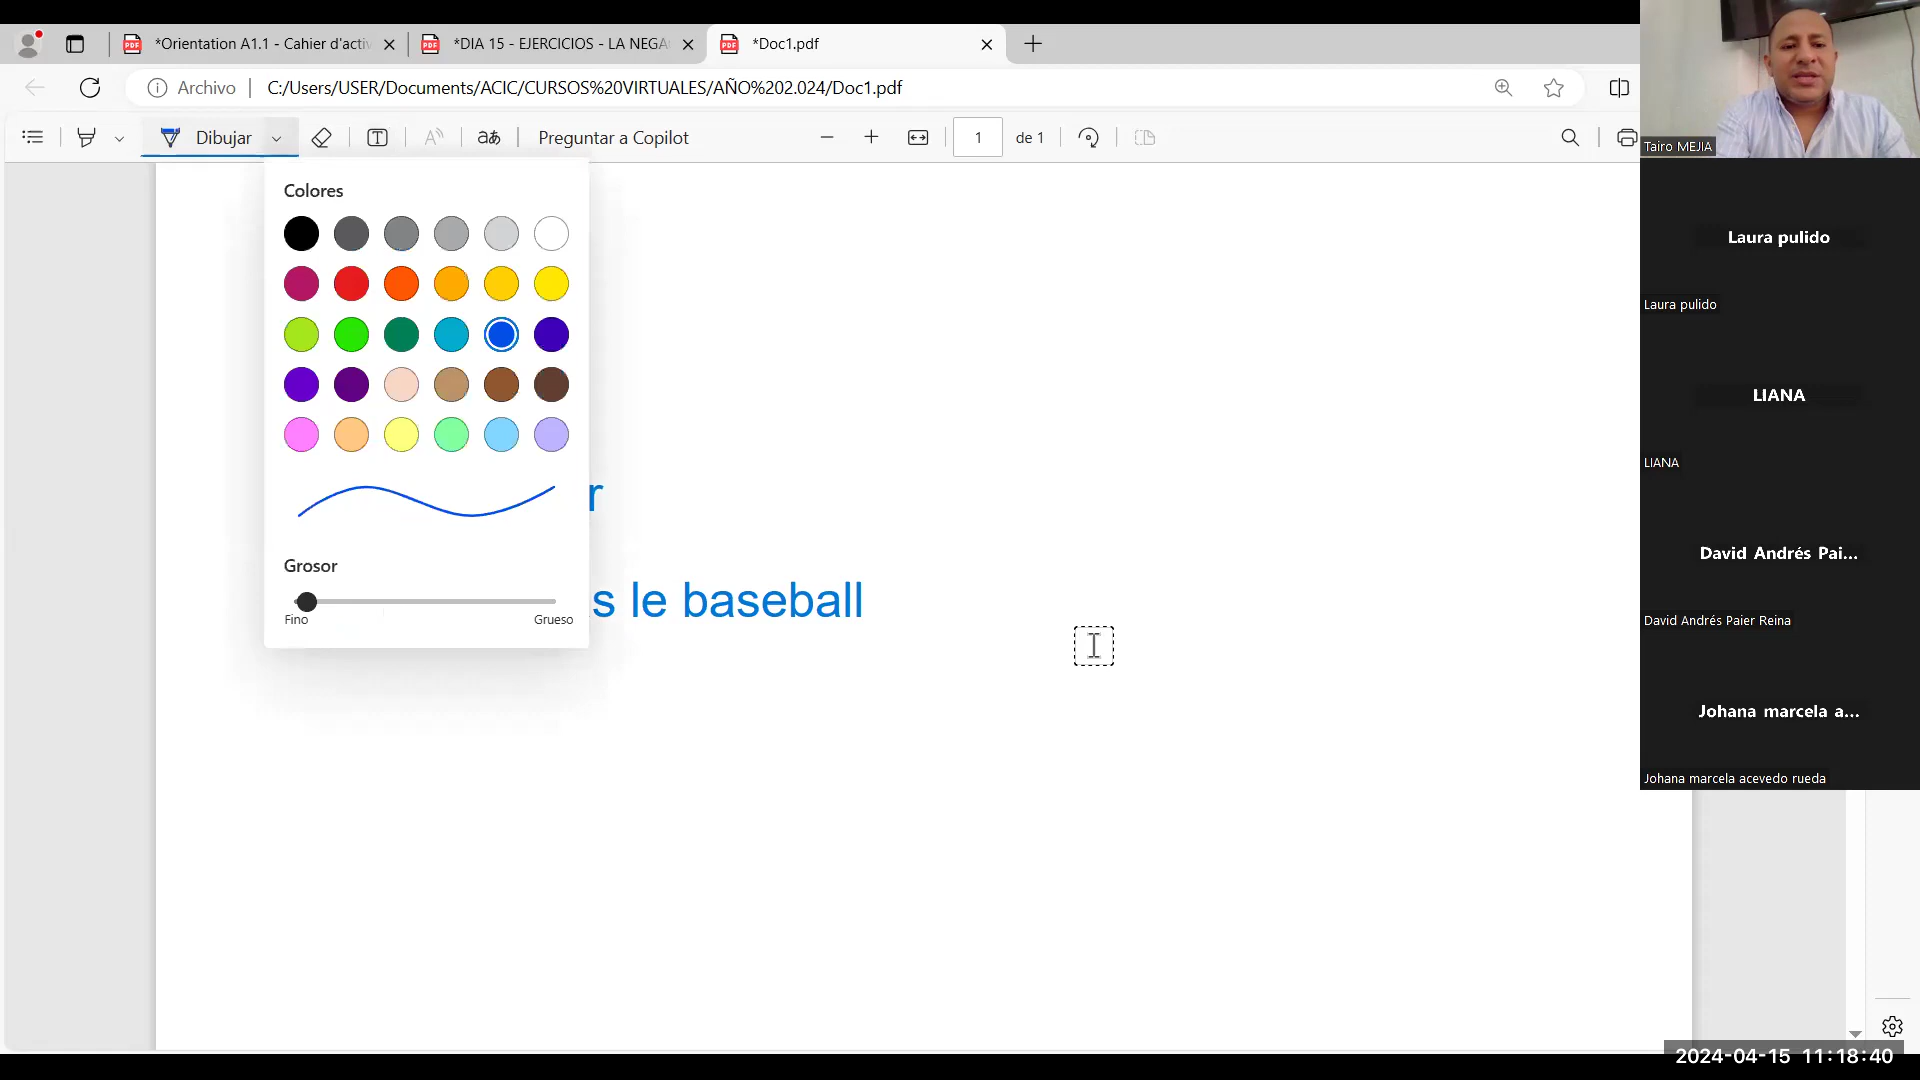 *Orientation A1.1 - Cahier d'activ
*DIA 15 - EJERCICIOS - LA NEGA
*Doc1.pdf
Archivo
C:/Users/USER/Documents/ACIC/CURSOS%20VIRTUALES/AÑO%202.024/Doc1.pdf
Dibujar
Preguntar a Copilot
1 de 1
Colores
Grosor
Fino
Grueso
r
s le baseball
Tairo MEJIA
Laura pulido
Laura pulido
LIANA
LIANA
David Andrés Pai...
David Andrés Paier Reina
Johana marcela a...
Johana marcela acevedo rueda
2024-04-15 11:18:40